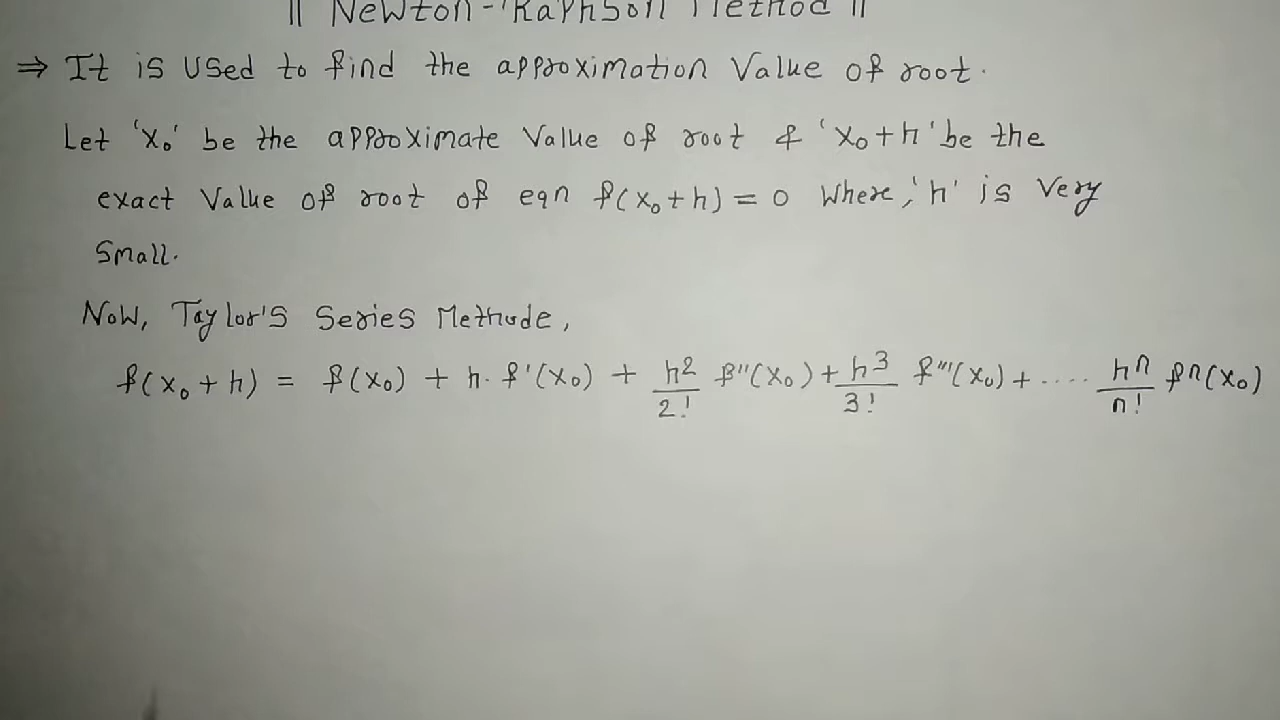 || Newton-Raphson Method ||
⇒ It is used to find the approximation Value of root.
Let 'x₀' be the approximate Value of root & 'x₀+h' be the
exact Value of root of eqn f(x₀+h) = 0 Where, 'h' is Very
Small.
Now, Taylor's Series Methode,
f(x₀+h) = f(x₀) + h. f'(x₀) + h²/2! f''(x₀) + h³/3! f'''(x₀) + .... hⁿ/n! fⁿ(x₀)